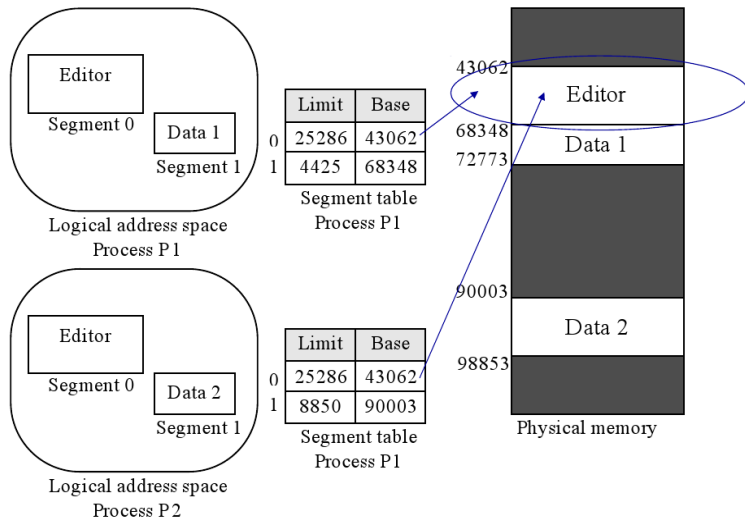 Editor
Segment 0
Data 1
Segment 1
Logical address space
Process P1
Limit Base
0 25286 43062
1 4425 68348
Segment table
Process P1
43062
Editor
68348
Data 1
72773
90003
Data 2
98853
Physical memory
Editor
Segment 0
Data 2
Segment 1
Logical address space
Process P2
Limit Base
0 25286 43062
1 8850 90003
Segment table
Process P1